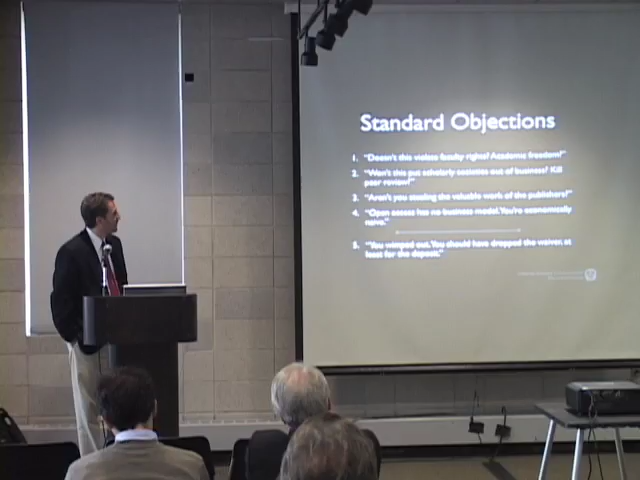 Standard Objections
1. "Doesn't this violate faculty rights? Academic freedom?"
2. "Won't this put scholarly societies out of business? Kill
peer review?"
3. "Aren't you stealing the valuable work of the publishers?"
4. "Open access has no business model. You're economically
naive."
5. "You wimped out. You should have dropped the waiver, at
least for the deposit."